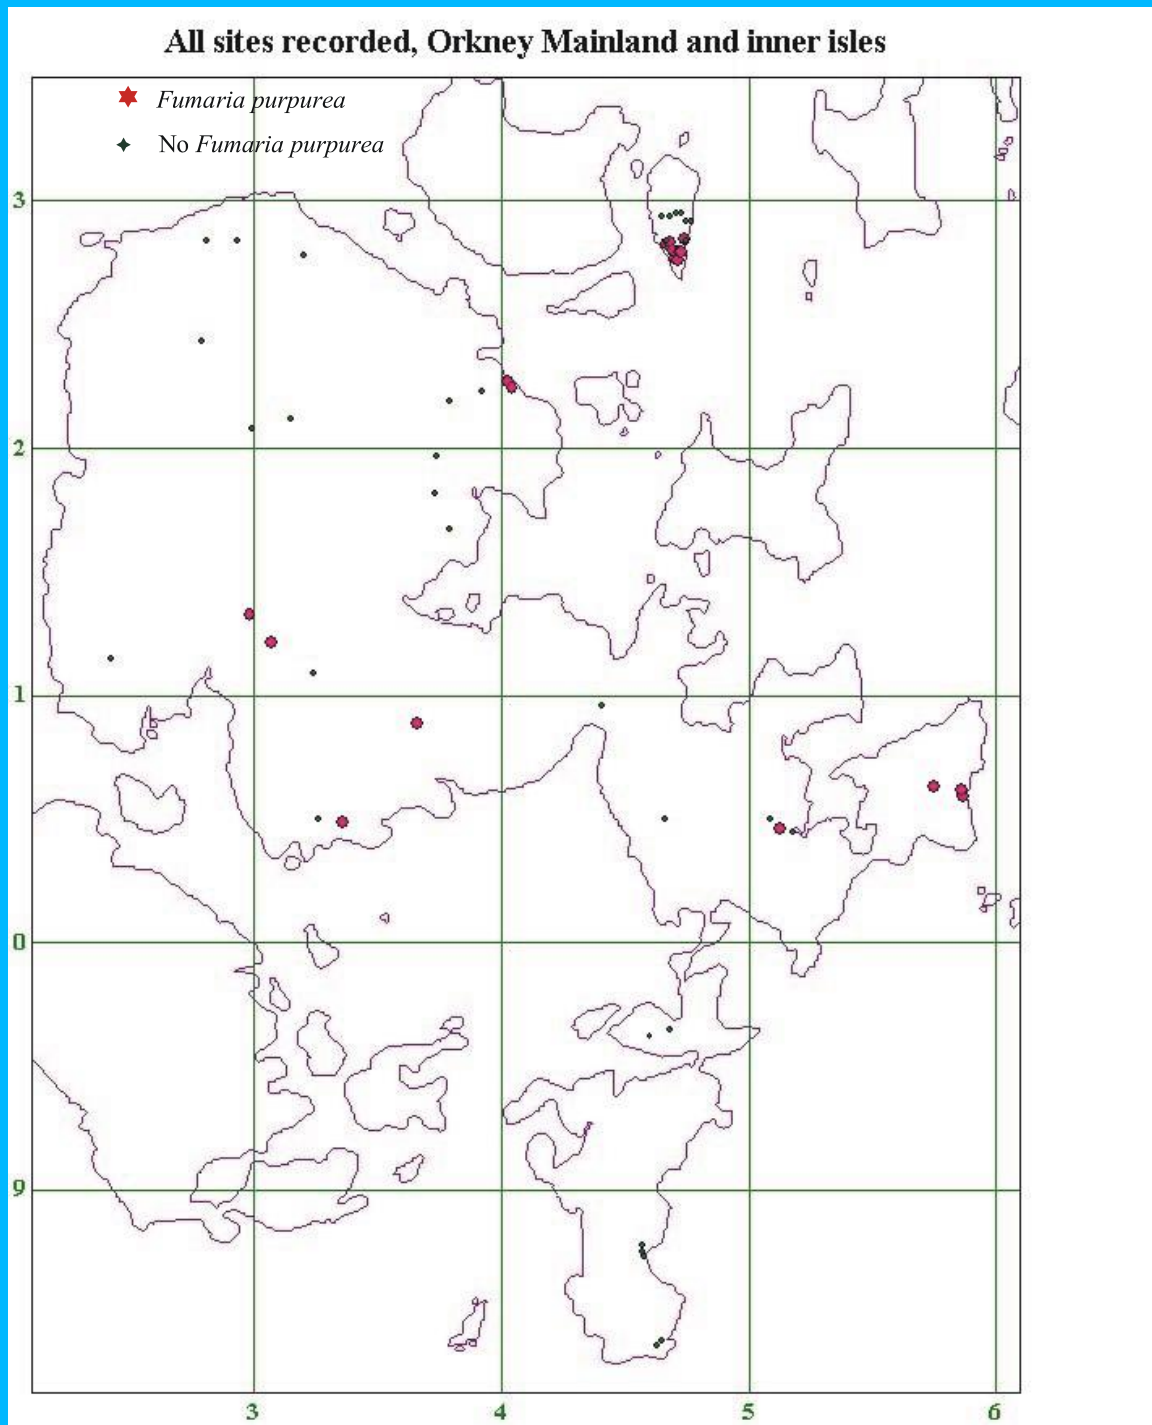 All sites recorded, Orkney Mainland and inner isles
Fumaria purpurea
No Fumaria purpurea
3
2
1
0
9
3 4 5 6